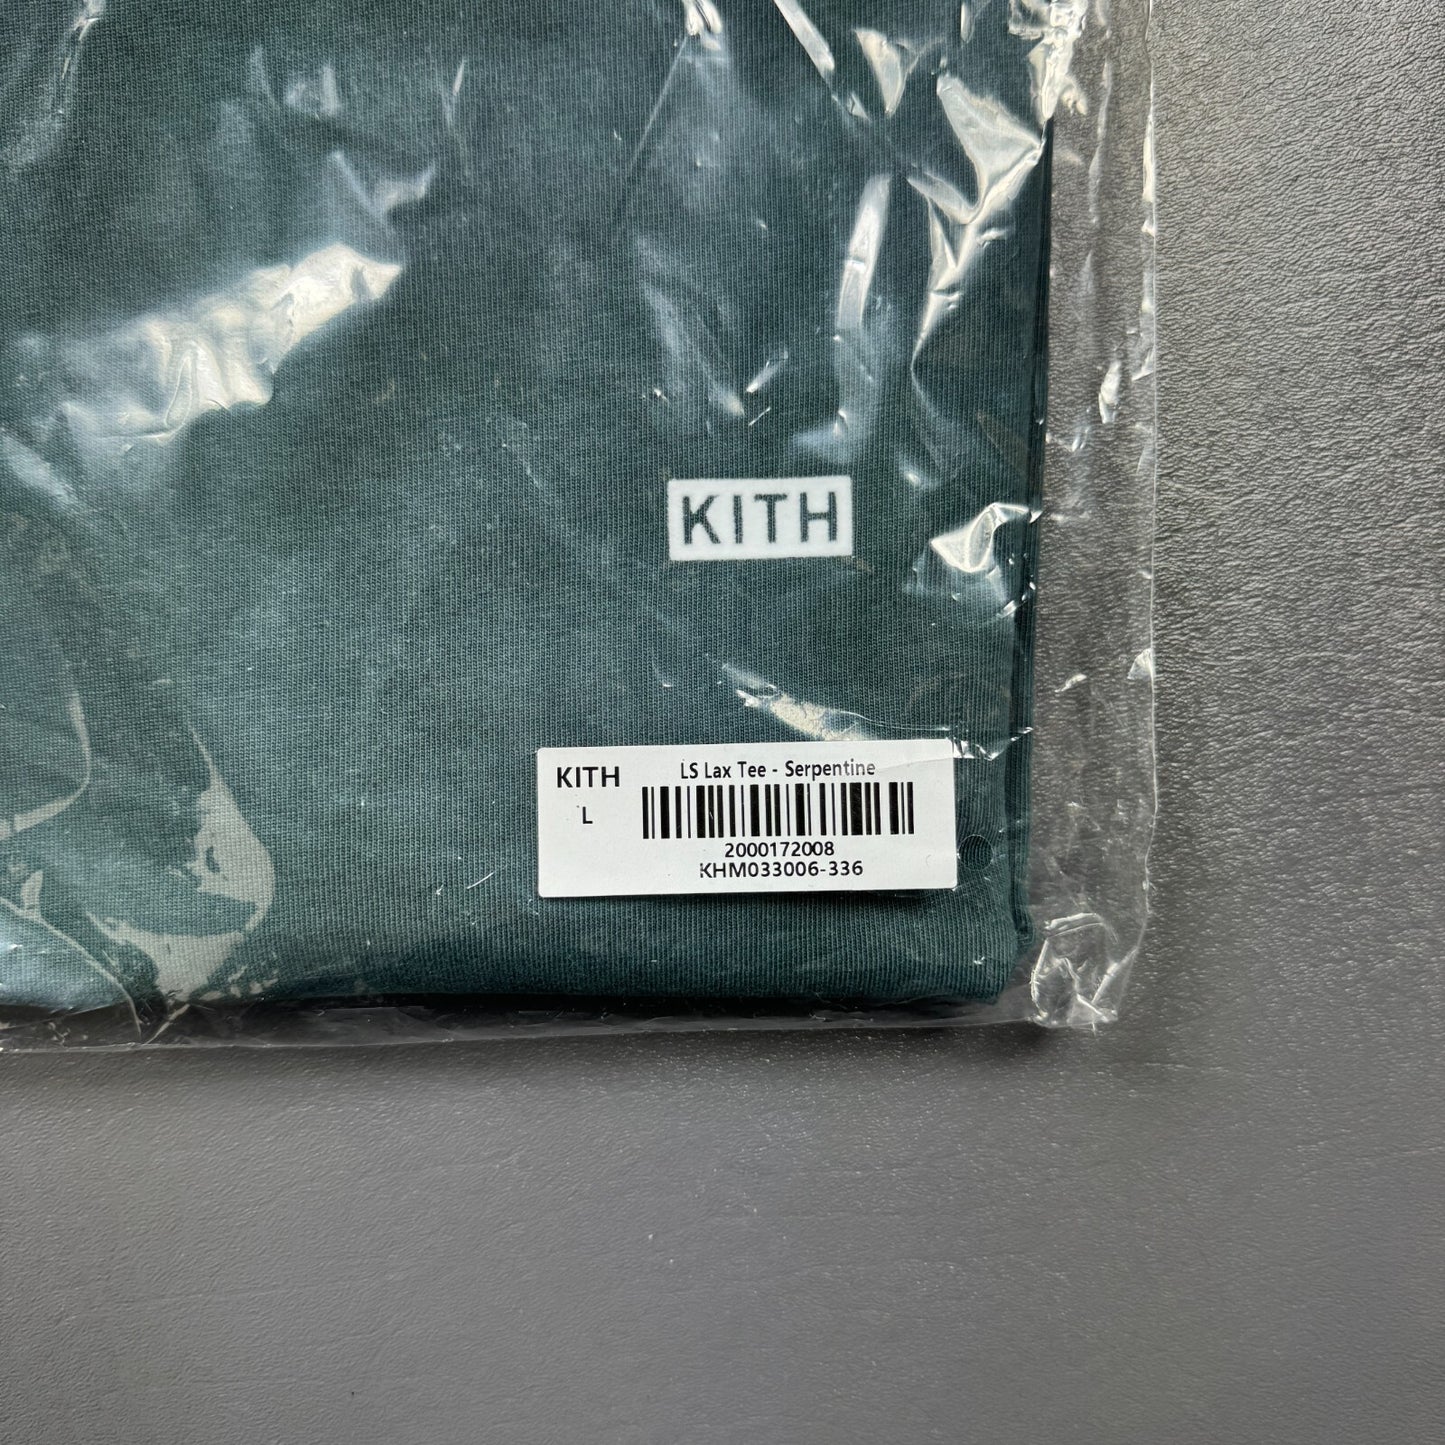 KITH
KITH
LS Lax Tee - Serpentine
L
2000172008
KHM033006-336